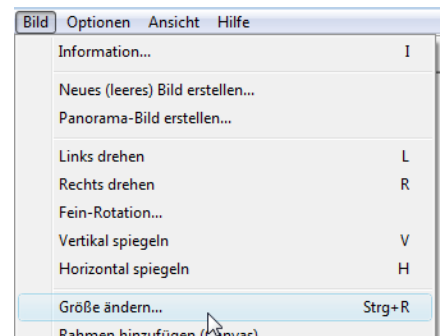 Bild Optionen Ansicht Hilfe
Information... I
Neues (leeres) Bild erstellen...
Panorama-Bild erstellen...
Links drehen L
Rechts drehen R
Fein-Rotation...
Vertikal spiegeln V
Horizontal spiegeln H
Größe ändern... Strg+R
Rahmen hinzufügen